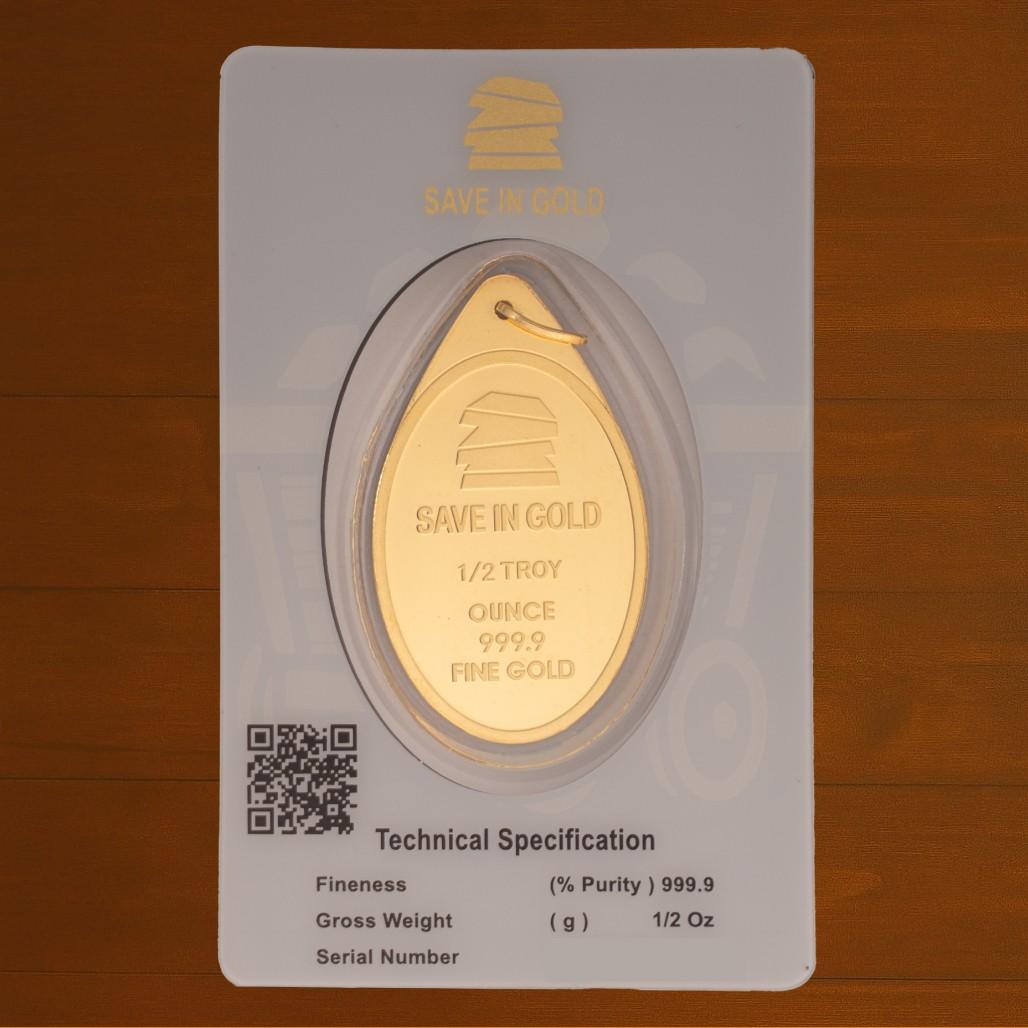 SAVE IN GOLD
SAVE IN GOLD
1/2 TROY
OUNCE
999.9
FINE GOLD
Technical Specification
Fineness (% Purity ) 999.9
Gross Weight ( g ) 1/2 Oz
Serial Number